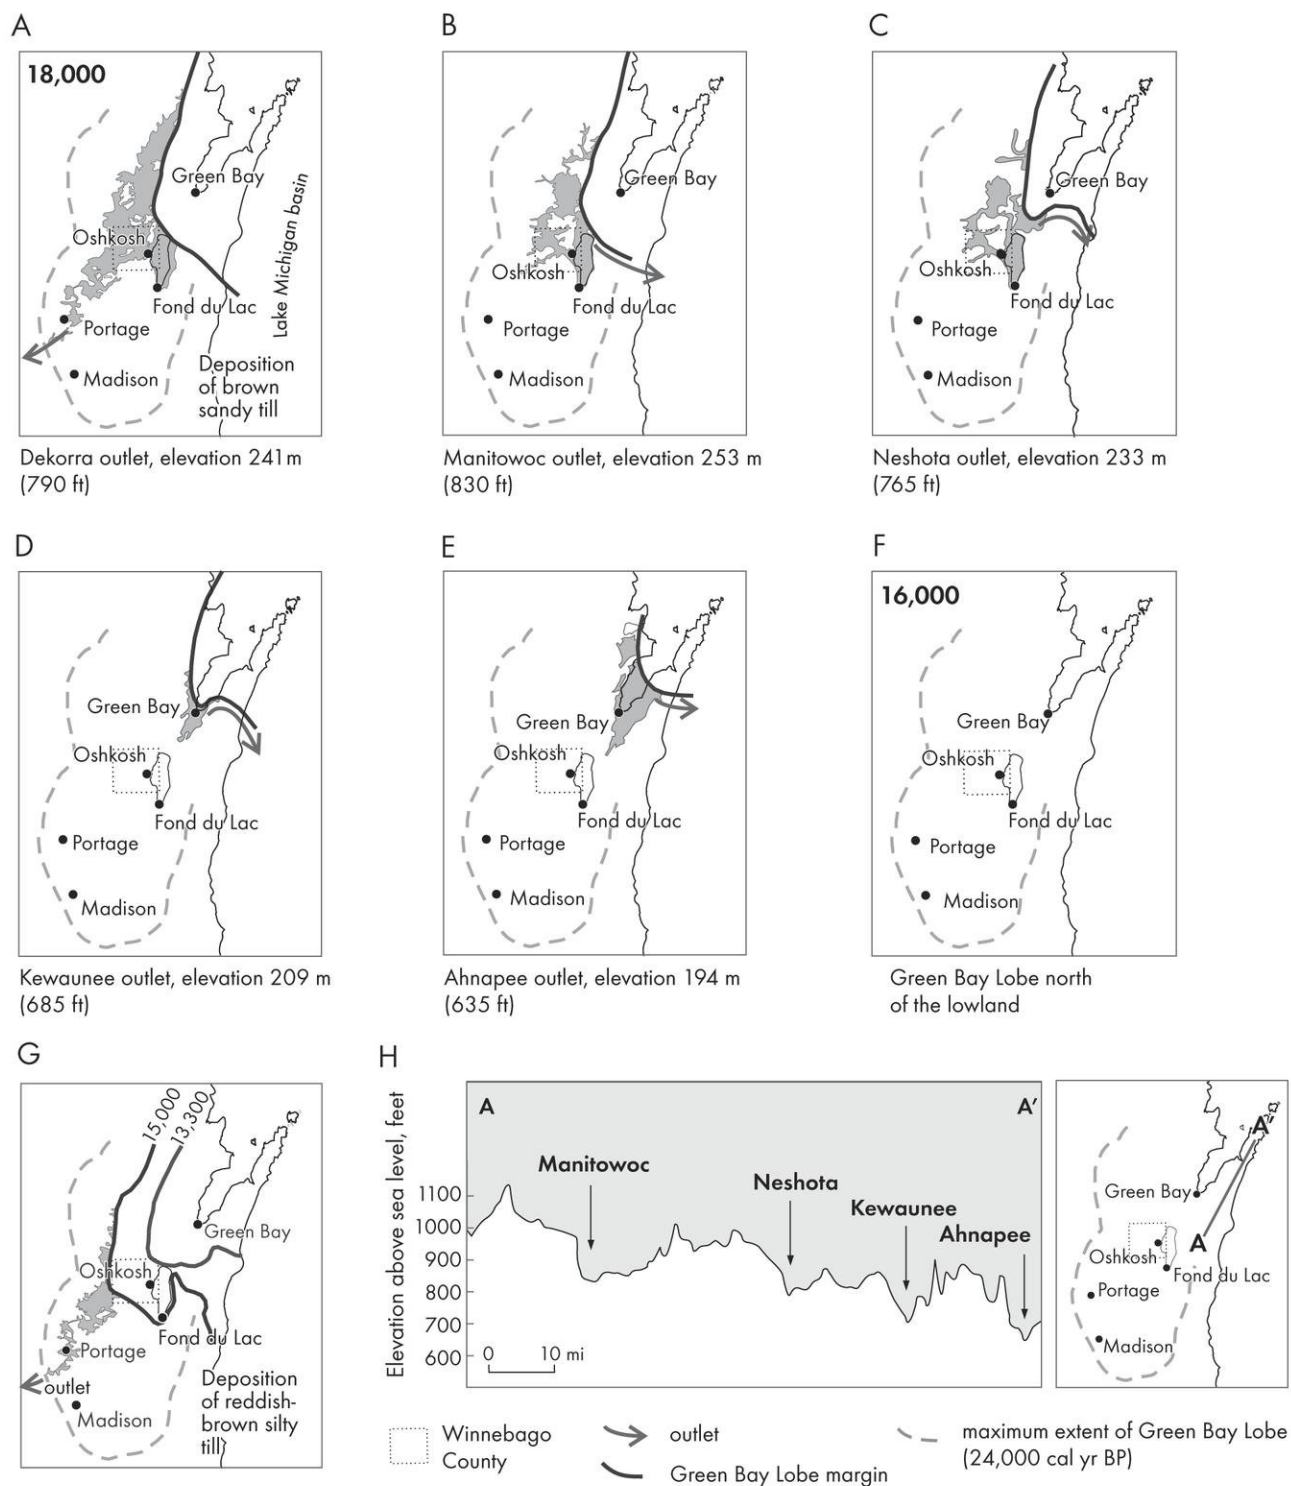 A
18,000
Green Bay
Oshkosh
Fond du Lac
Portage
Madison
Lake Michigan basin
Deposition
of brown
sandy till
Dekorra outlet, elevation 241 m
(790 ft)
B
Green Bay
Oshkosh
Fond du Lac
Portage
Madison
Manitowoc outlet, elevation 253 m
(830 ft)
C
Green Bay
Oshkosh
Fond du Lac
Portage
Madison
Neshota outlet, elevation 233 m
(765 ft)
D
Green Bay
Oshkosh
Fond du Lac
Portage
Madison
Kewaunee outlet, elevation 209 m
(685 ft)
E
Green Bay
Oshkosh
Fond du Lac
Portage
Madison
Ahnapee outlet, elevation 194 m
(635 ft)
F
16,000
Green Bay
Oshkosh
Fond du Lac
Portage
Madison
Green Bay Lobe north
of the lowland
G
15,000
13,300
Green Bay
Oshkosh
Fond du Lac
Portage
outlet
Madison
Deposition
of reddish-
brown silty
till
H
Elevation above sea level, feet
1100
1000
900
800
700
600
A
A′
Manitowoc
Neshota
Kewaunee
Ahnapee
0 10 mi
A′
Green Bay
A
Oshkosh
Fond du Lac
Portage
Madison
Winnebago
County
outlet
Green Bay Lobe margin
maximum extent of Green Bay Lobe
(24,000 cal yr BP)